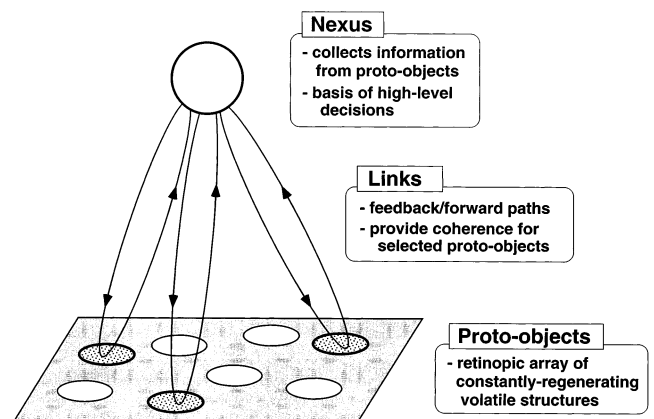 Nexus
- collects information
from proto-objects
- basis of high-level
decisions
Links
- feedback/forward paths
- provide coherence for
selected proto-objects
Proto-objects
- retinopic array of
constantly-regenerating
volatile structures